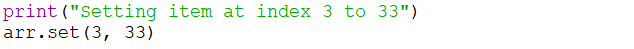 print("Setting item at index 3 to 33")
arr.set(3, 33)